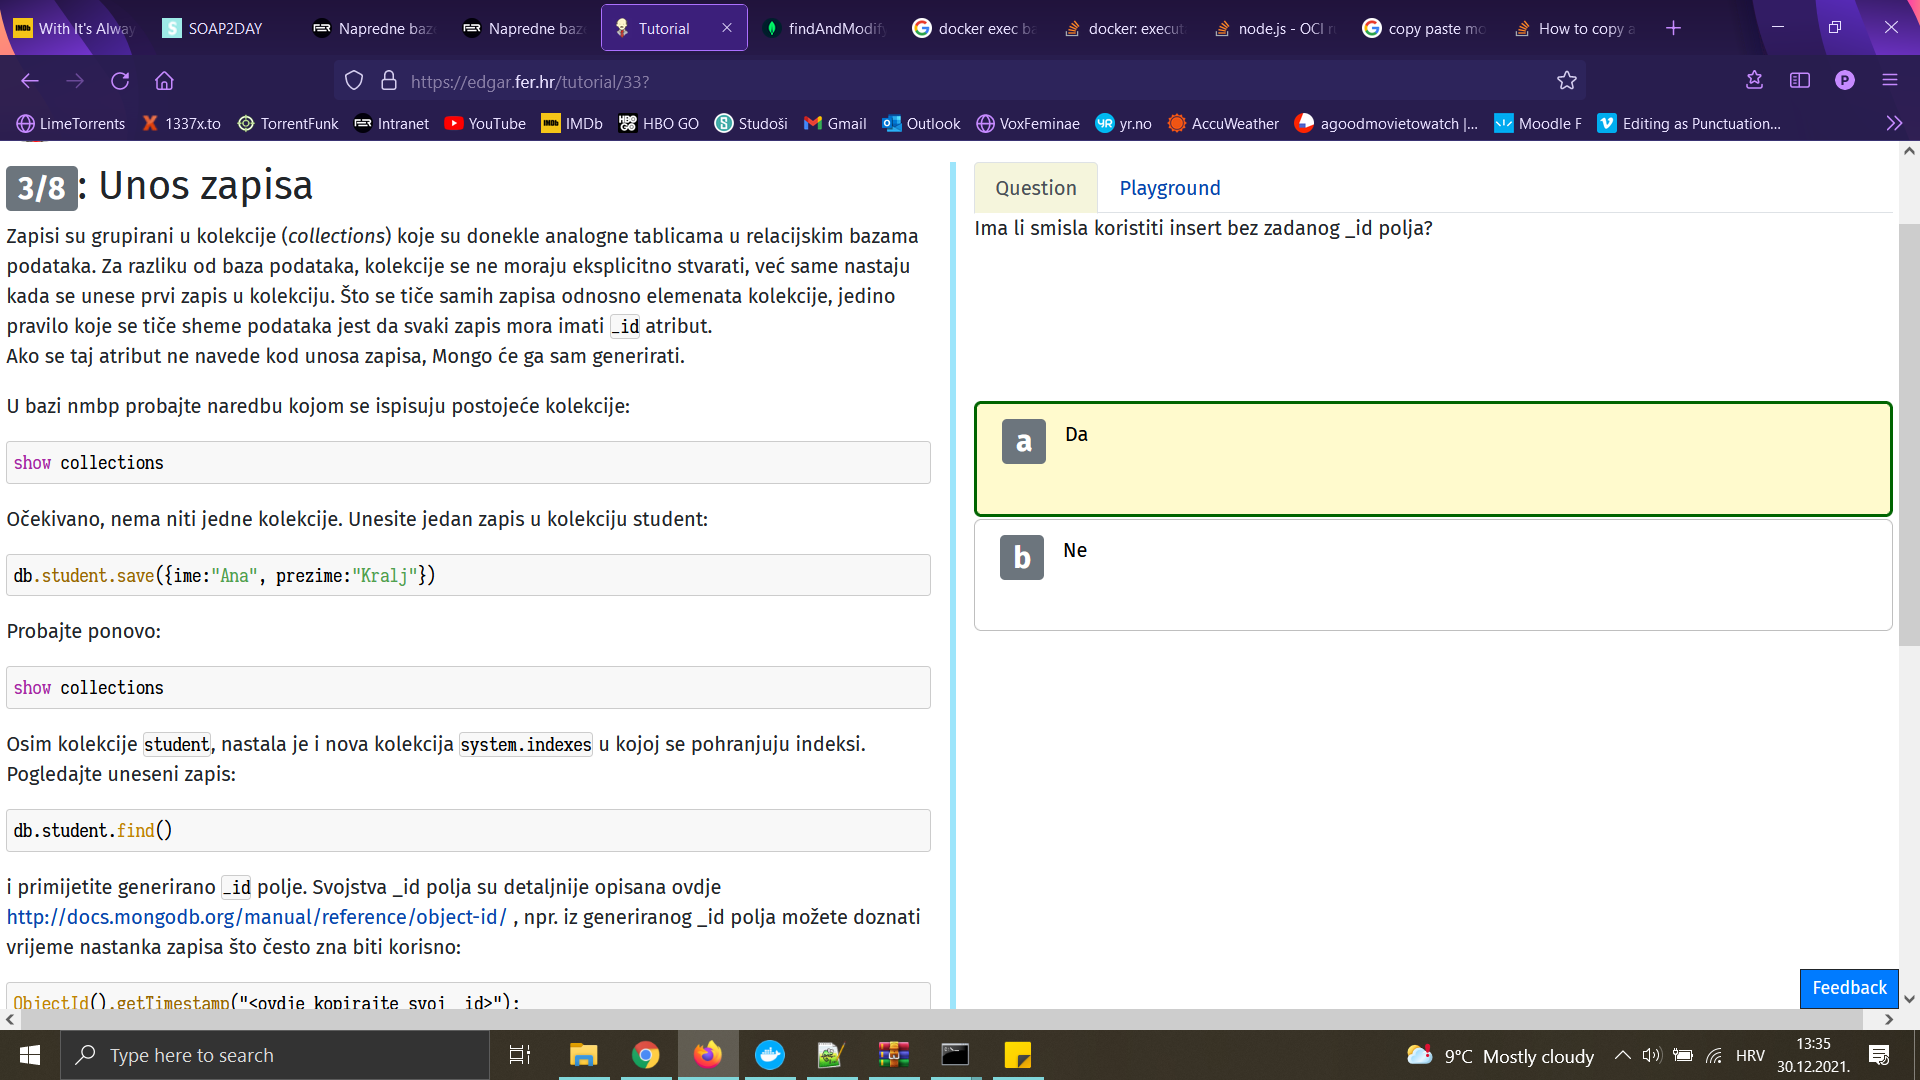 With It's Alway
SOAP2DAY
Napredne baz
Napredne baz
Tutorial
findAndModify
docker exec ba
docker: execut
node.js - OCI ru
copy paste mo
How to copy a
https://edgar.fer.hr/tutorial/33?
LimeTorrents
1337x.to
TorrentFunk
Intranet
YouTube
IMDb
HBO GO
Studoši
Gmail
Outlook
VoxFeminae
yr.no
AccuWeather
agoodmovietowatch |...
Moodle F
Editing as Punctuation...
3/8: Unos zapisa
Zapisi su grupirani u kolekcije (collections) koje su donekle analogne tablicama u relacijskim bazama
podataka. Za razliku od baza podataka, kolekcije se ne moraju eksplicitno stvarati, već same nastaju
kada se unese prvi zapis u kolekciju. Što se tiče samih zapisa odnosno elemenata kolekcije, jedino
pravilo koje se tiče sheme podataka jest da svaki zapis mora imati _id atribut.
Ako se taj atribut ne navede kod unosa zapisa, Mongo će ga sam generirati.
U bazi nmbp probajte naredbu kojom se ispisuju postojeće kolekcije:
show collections
Očekivano, nema niti jedne kolekcije. Unesite jedan zapis u kolekciju student:
db.student.save({ime:"Ana", prezime:"Kralj"})
Probajte ponovo:
show collections
Osim kolekcije student, nastala je i nova kolekcija system.indexes u kojoj se pohranjuju indeksi.
Pogledajte uneseni zapis:
db.student.find()
i primijetite generirano _id polje. Svojstva _id polja su detaljnije opisana ovdje
http://docs.mongodb.org/manual/reference/object-id/ , npr. iz generiranog _id polja možete doznati
vrijeme nastanka zapisa što često zna biti korisno:
ObjectId().getTimestamp("<ovdje kopirajte svoj _id>");
Question
Playground
Ima li smisla koristiti insert bez zadanog _id polja?
a
Da
b
Ne
Feedback
Type here to search
9°C Mostly cloudy
HRV
13:35
30.12.2021.